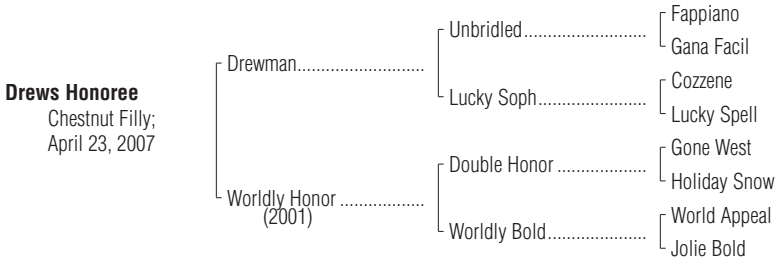 Drews Honoree
Chestnut Filly;
April 23, 2007
Drewman..........................
Worldly Honor .................
(2001)
Unbridled.........................
Lucky Soph......................
Double Honor ..................
Worldly Bold....................
Fappiano
Gana Facil
Cozzene
Lucky Spell
Gone West
Holiday Snow
World Appeal
Jolie Bold